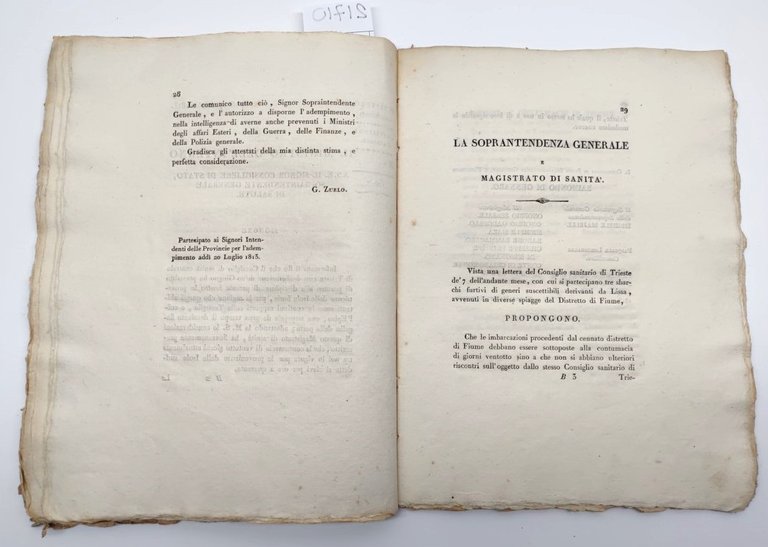 21710
28
Le comunico tutto ciò, Signor Sopraintendente
Generale, e l'autorizzo a disporne l'adempimento,
nella intelligenza di averne anche prevenuti i Ministri
degli affari Esteri, della Guerra, delle Finanze, e
della Polizia generale.
Gradisca gli attestati della mia distinta stima, e
perfetta considerazione.
G. ZURLO.
Partecipato ai Signori Inten-
denti delle Provincie per l'adem-
pimento addì 20 Luglio 1813.
29
LA SOPRANTENDENZA GENERALE
E
MAGISTRATO DI SANITA'.
Vista una lettera del Consiglio sanitario di Trieste
de' 7 dell'andante mese, con cui si partecipano tre sbar-
chi furtivi di generi suscettibili derivanti da Lissa,
avvenuti in diverse spiagge del Distretto di Fiume,
PROPONGONO.
Che le imbarcazioni procedenti dal cennato distretto
di Fiume debbano essere sottoposte alla contumacia
di giorni ventotto sino a che non si abbiano ulteriori
riscontri sull'oggetto dallo stesso Consiglio sanitario di
B 3 Trie-